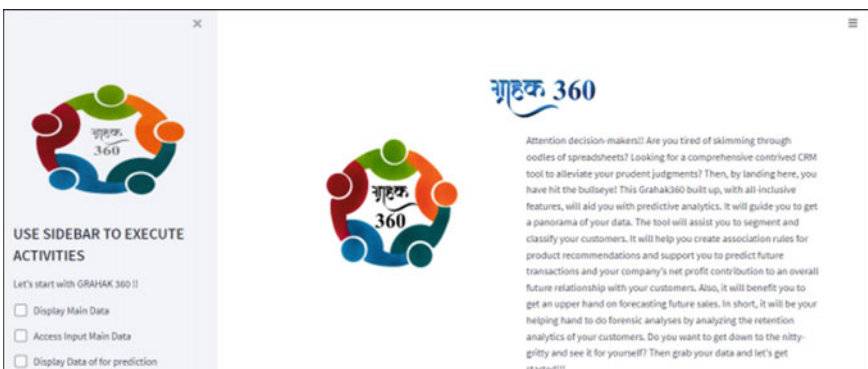 ×
≡
ग्राहक
360
USE SIDEBAR TO EXECUTE
ACTIVITIES
Let's start with GRAHAK 360 !!
Display Main Data
Access Input Main Data
Display Data of for prediction
ग्राहक 360
ग्राहक
360
Attention decision-makers!! Are you tired of skimming through
oodles of spreadsheets? Looking for a comprehensive contrived CRM
tool to alleviate your prudent judgments? Then, by landing here, you
have hit the bullseye! This Grahak360 built up, with all-inclusive
features, will aid you with predictive analytics. It will guide you to get
a panorama of your data. The tool will assist you to segment and
classify your customers. It will help you create association rules for
product recommendations and support you to predict future
transactions and your company's net profit contribution to an overall
future relationship with your customers. Also, it will benefit you to
get an upper hand on forecasting future sales. In short, it will be your
helping hand to do forensic analyses by analyzing the retention
analytics of your customers. Do you want to get down to the nitty-
gritty and see it for yourself? Then grab your data and let's get